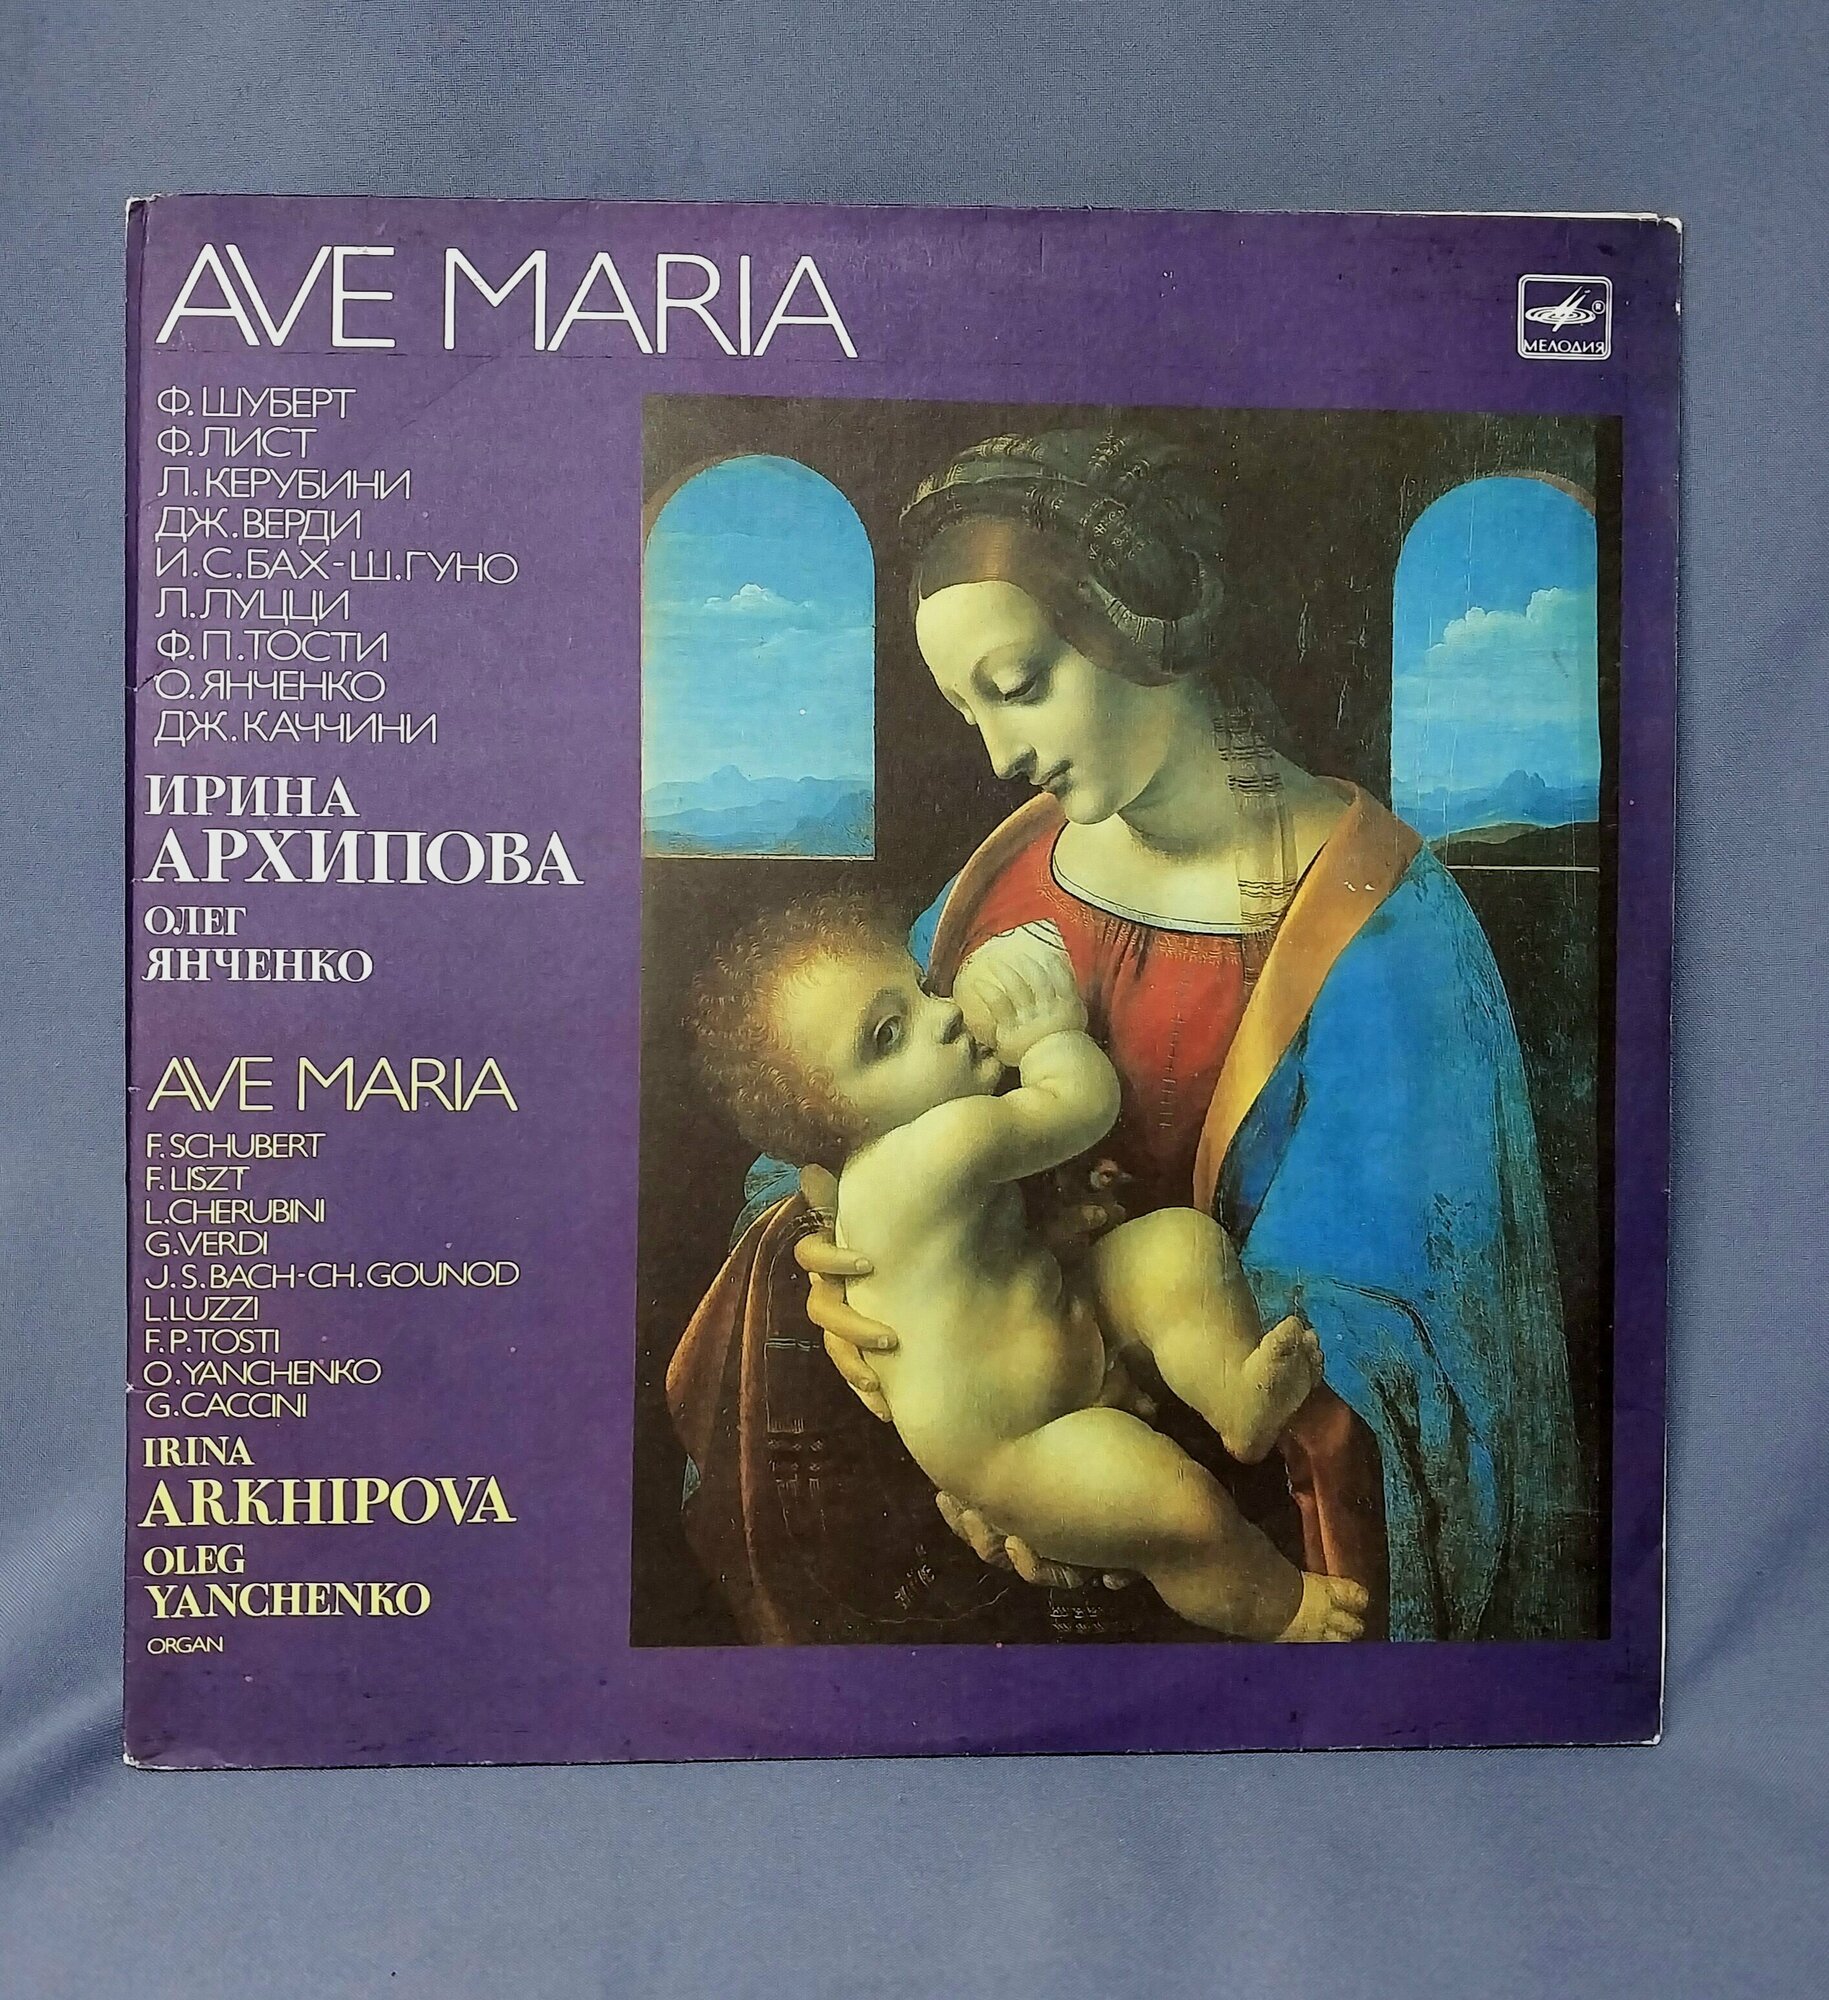 AVE MARIA
МЕЛОДИЯ
Ф. ШУБЕРТ
Ф. ЛИСТ
Л. КЕРУБИНИ
ДЖ. ВЕРДИ
И. С. БАХ-Ш. ГУНО
Л. ЛУЦЦИ
Ф. П. ТОСТИ
О. ЯНЧЕНКО
ДЖ. КАЧЧИНИ
ИРИНА
АРХИПОВА
ОЛЕГ
ЯНЧЕНКО
AVE MARIA
F. SCHUBERT
F. LISZT
L. CHERUBINI
G. VERDI
J. S. BACH-CH. GOUNOD
L. LUZZI
F. P. TOSTI
O. YANCHENKO
G. CACCINI
IRINA
ARKHIPOVA
OLEG
YANCHENKO
ORGAN